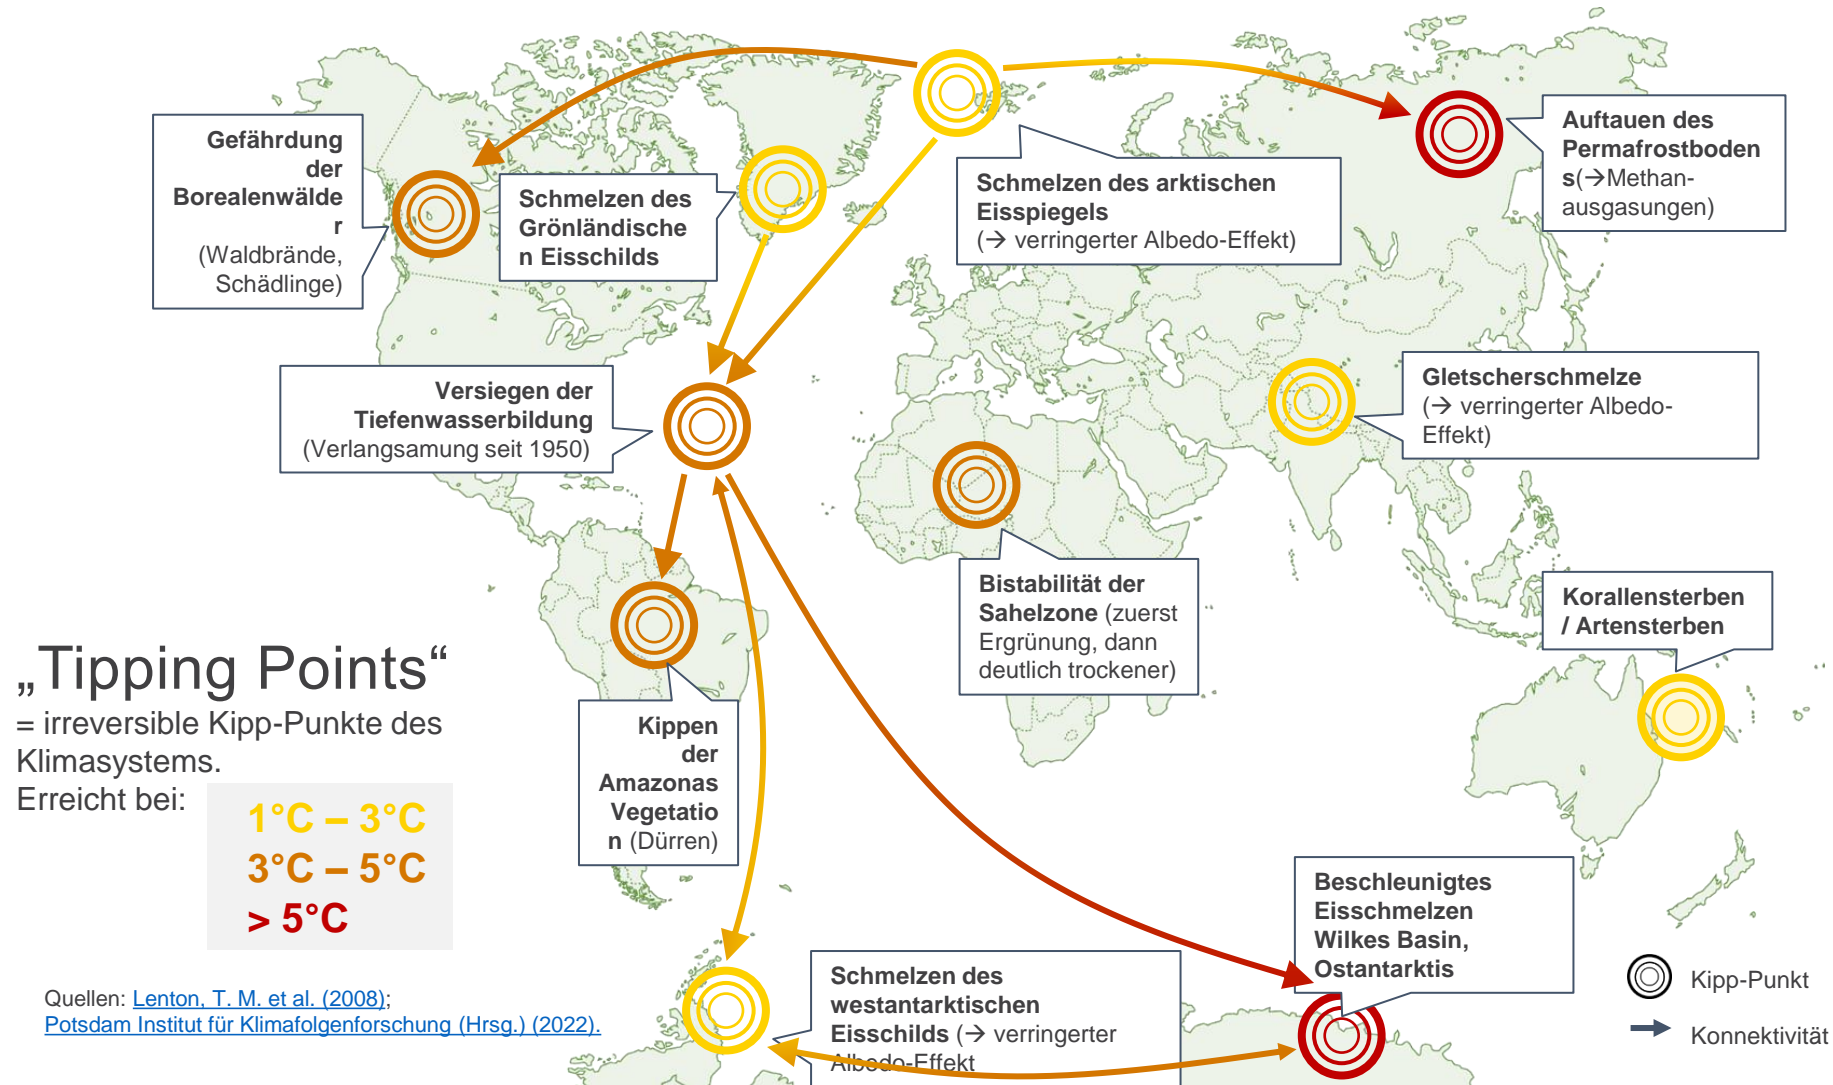 Gefährdung
der
Borealenwälde
r
(Waldbrände,
Schädlinge)
Schmelzen des
Grönländische
n Eisschilds
Schmelzen des arktischen
Eisspiegels
(→ verringerter Albedo-Effekt)
Auftauen des
Permafrostboden
s(→Methan-
ausgasungen)
Versiegen der
Tiefenwasserbildung
(Verlangsamung seit 1950)
Gletscherschmelze
(→ verringerter Albedo-
Effekt)
Bistabilität der
Sahelzone (zuerst
Ergrünung, dann
deutlich trockener)
Korallensterben
/ Artensterben
„Tipping Points“
= irreversible Kipp-Punkte des
Klimasystems.
Erreicht bei:
1°C – 3°C
3°C – 5°C
> 5°C
Kippen
der
Amazonas
Vegetatio
n (Dürren)
Beschleunigtes
Eisschmelzen
Wilkes Basin,
Ostantarktis
Schmelzen des
westantarktischen
Eisschilds (→ verringerter
Albedo-Effekt
Kipp-Punkt
Konnektivität
Quellen: Lenton, T. M. et al. (2008);
Potsdam Institut für Klimafolgenforschung (Hrsg.) (2022).